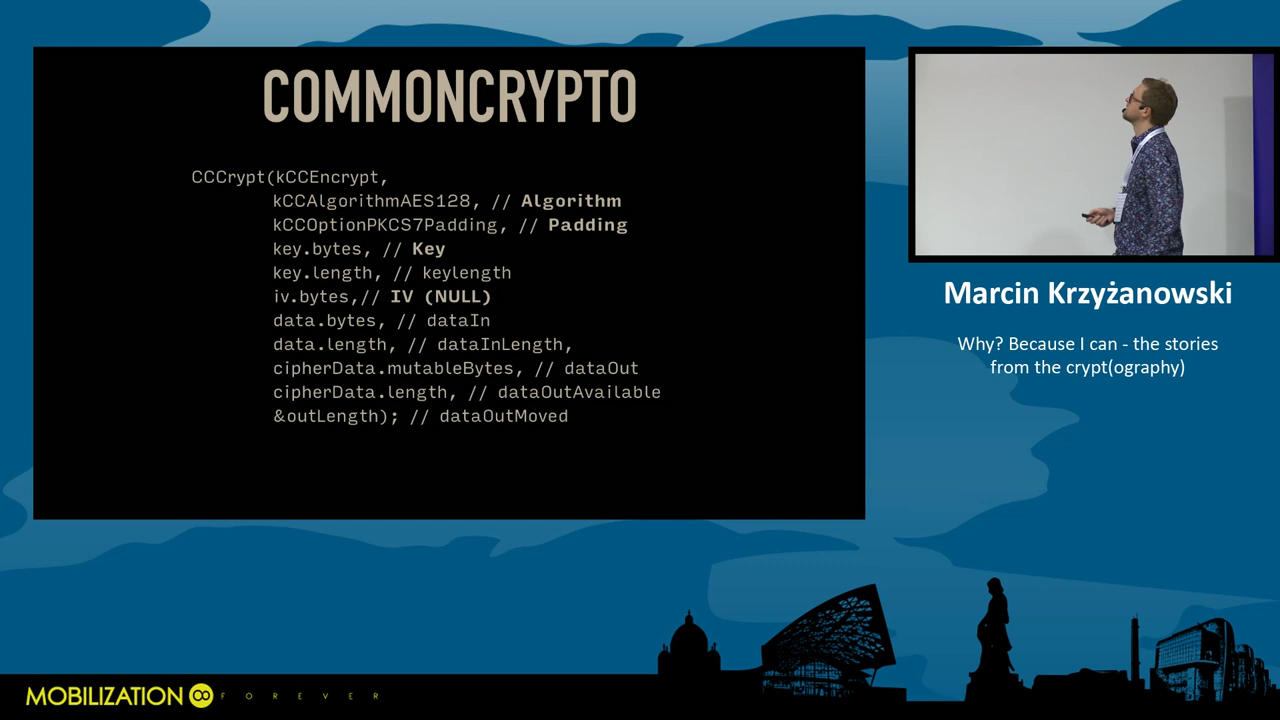 COMMONCRYPTO
CCCrypt(kCCEncrypt,
kCCAlgorithmAES128, // Algorithm
kCCOptionPKCS7Padding, // Padding
key.bytes, // Key
key.length, // keylength
iv.bytes,// IV (NULL)
data.bytes, // dataIn
data.length, // dataInLength,
cipherData.mutableBytes, // dataOut
cipherData.length, // dataOutAvailable
&outLength); // dataOutMoved
Marcin Krzyżanowski
Why? Because I can - the stories
from the crypt(ography)
MOBILIZATION 8 FOREVER